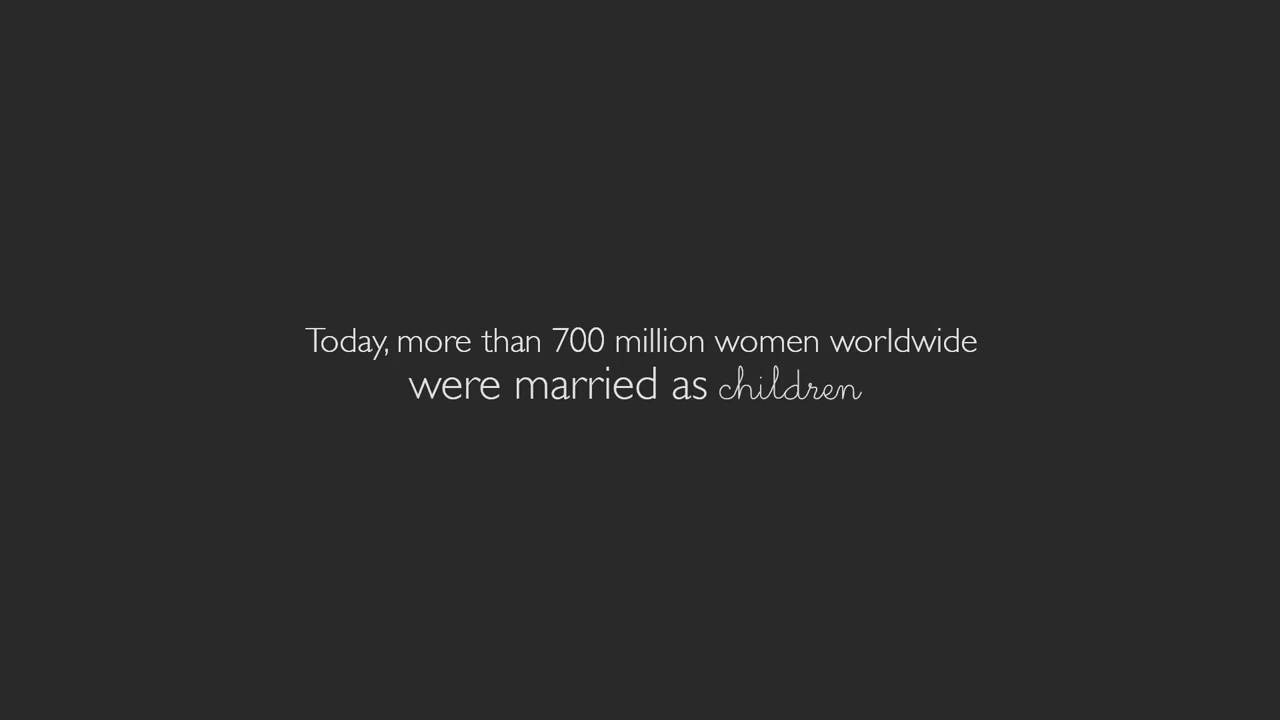 Today, more than 700 million women worldwide
were married as children